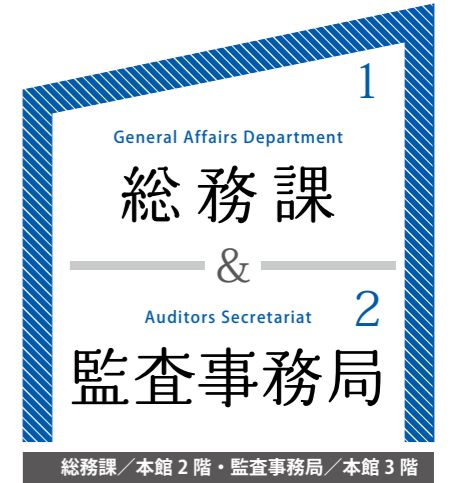 1
General Affairs Department
総務課
&
Auditors Secretariat
2
監査事務局
総務課／本館2階・監査事務局／本館3階